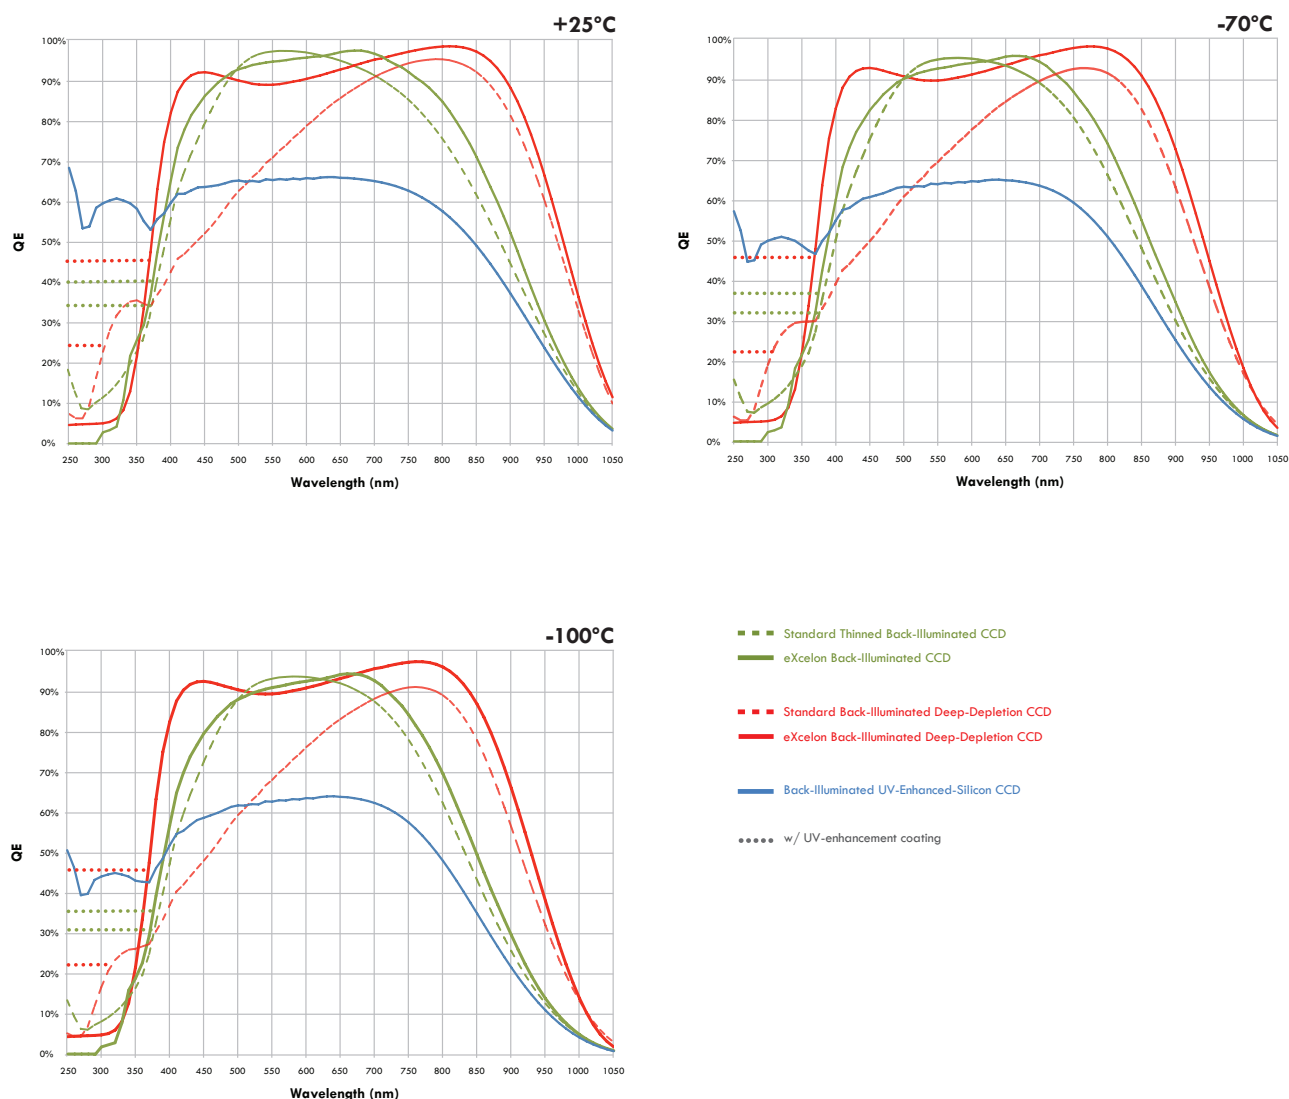 +25°C
100%
90%
80%
70%
60%
50%
40%
30%
20%
10%
0%
QE
250 300 350 400 450 500 550 600 650 700 750 800 850 900 950 1000 1050
Wavelength (nm)
-70°C
100%
90%
80%
70%
60%
50%
40%
30%
20%
10%
0%
QE
250 300 350 400 450 500 550 600 650 700 750 800 850 900 950 1000 1050
Wavelength (nm)
-100°C
100%
90%
80%
70%
60%
50%
40%
30%
20%
10%
0%
QE
250 300 350 400 450 500 550 600 650 700 750 800 850 900 950 1000 1050
Wavelength (nm)
Standard Thinned Back-Illuminated CCD
eXcelon Back-Illuminated CCD
Standard Back-Illuminated Deep-Depletion CCD
eXcelon Back-Illuminated Deep-Depletion CCD
Back-Illuminated UV-Enhanced-Silicon CCD
w/ UV-enhancement coating